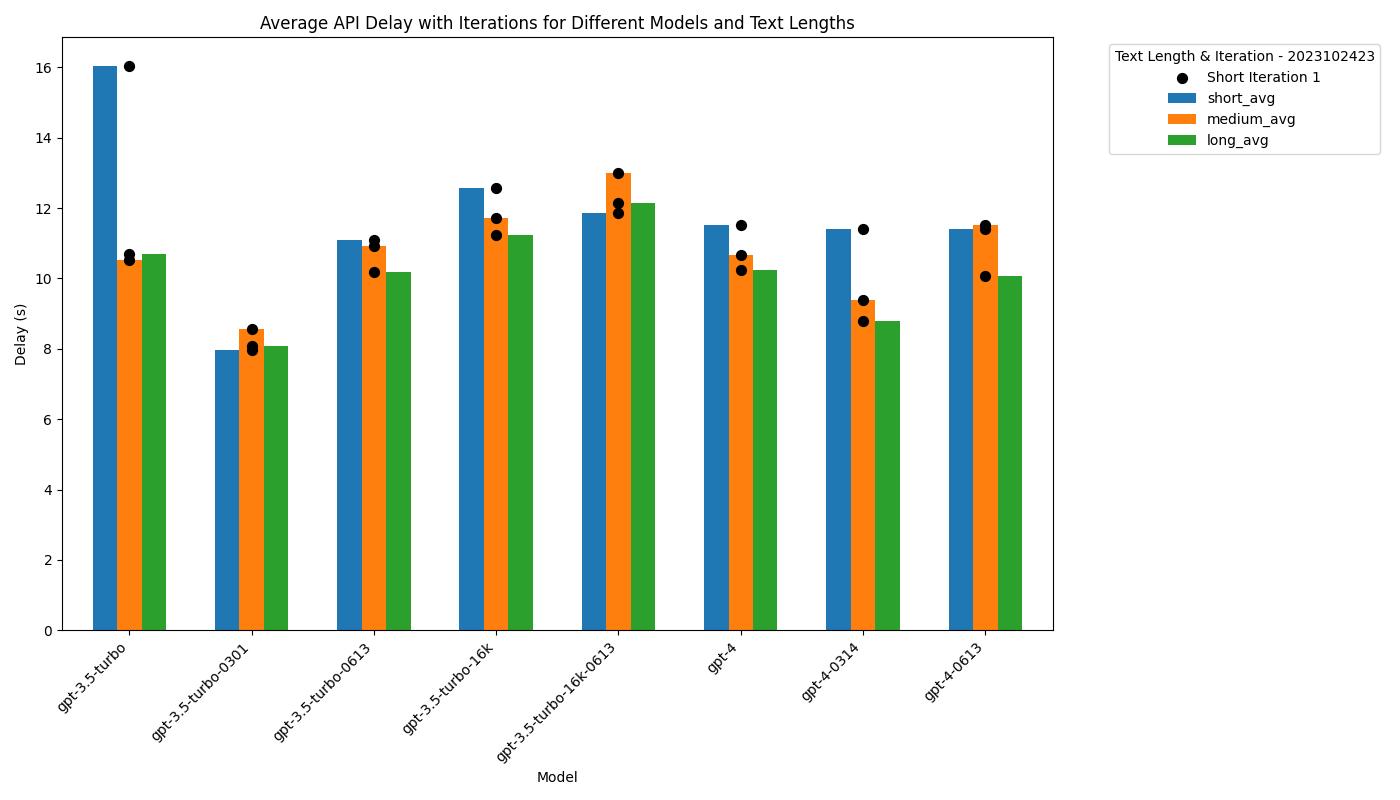 Average API Delay with Iterations for Different Models and Text Lengths
Text Length & Iteration - 2023102423
Short Iteration 1
short_avg
medium_avg
long_avg
Delay (s)
16
14
12
10
8
6
4
2
0
gpt-3.5-turbo
gpt-3.5-turbo-0301
gpt-3.5-turbo-0613
gpt-3.5-turbo-16k
gpt-3.5-turbo-16k-0613
gpt-4
gpt-4-0314
gpt-4-0613
Model